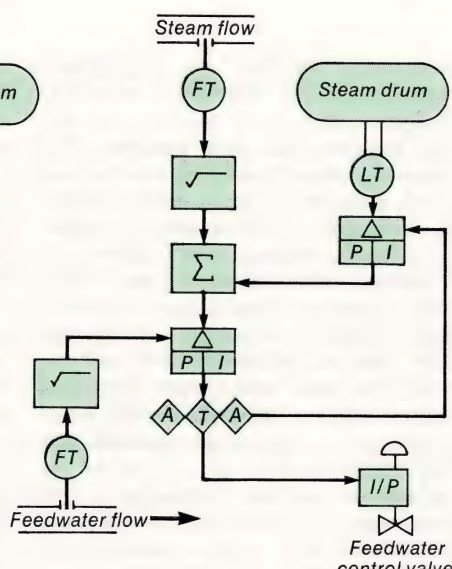 Steam flow
FT
m
Steam drum
√
LT
Δ
P I
Σ
Δ
P I
√
A T A
FT
I/P
Feedwater flow
Feedwater
control valve